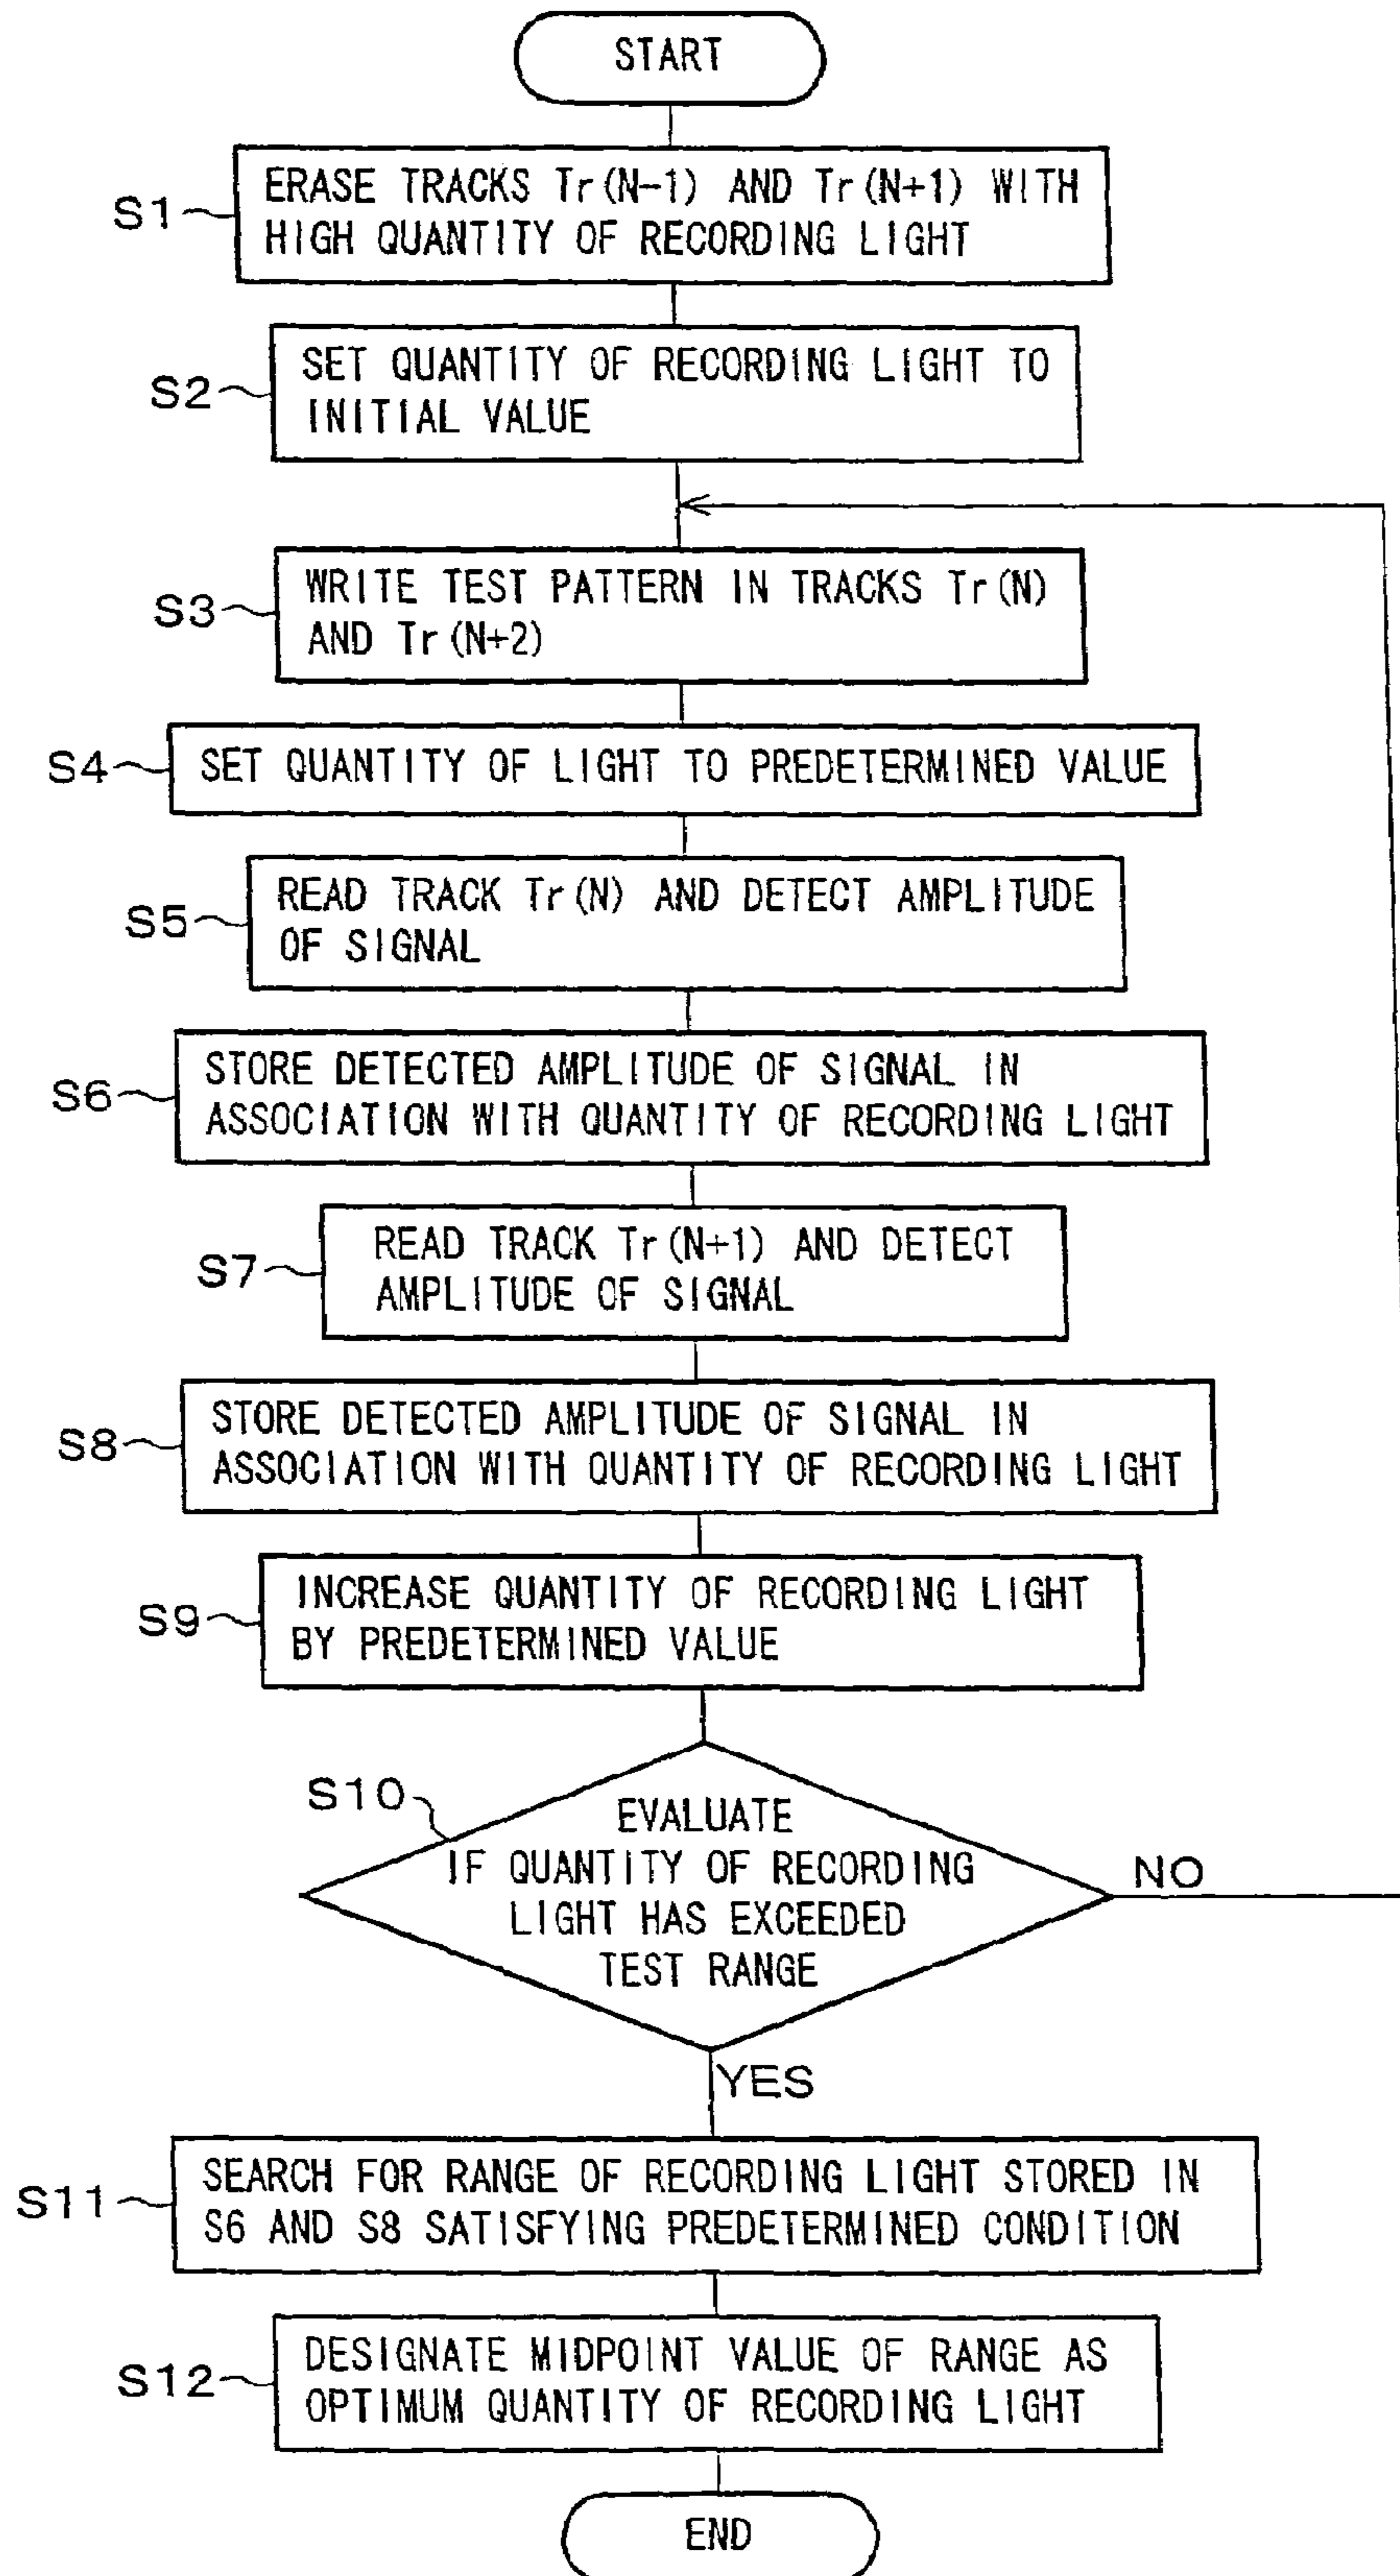 START
S1
ERASE TRACKS Tr(N-1) AND Tr(N+1) WITH
HIGH QUANTITY OF RECORDING LIGHT
S2
SET QUANTITY OF RECORDING LIGHT TO
INITIAL VALUE
S3
WRITE TEST PATTERN IN TRACKS Tr(N)
AND Tr(N+2)
S4
SET QUANTITY OF LIGHT TO PREDETERMINED VALUE
S5
READ TRACK Tr(N) AND DETECT AMPLITUDE
OF SIGNAL
S6
STORE DETECTED AMPLITUDE OF SIGNAL IN
ASSOCIATION WITH QUANTITY OF RECORDING LIGHT
S7
READ TRACK Tr(N+1) AND DETECT
AMPLITUDE OF SIGNAL
S8
STORE DETECTED AMPLITUDE OF SIGNAL IN
ASSOCIATION WITH QUANTITY OF RECORDING LIGHT
S9
INCREASE QUANTITY OF RECORDING LIGHT
BY PREDETERMINED VALUE
S10
EVALUATE
IF QUANTITY OF RECORDING
LIGHT HAS EXCEEDED
TEST RANGE
NO
YES
S11
SEARCH FOR RANGE OF RECORDING LIGHT STORED IN
S6 AND S8 SATISFYING PREDETERMINED CONDITION
S12
DESIGNATE MIDPOINT VALUE OF RANGE AS
OPTIMUM QUANTITY OF RECORDING LIGHT
END